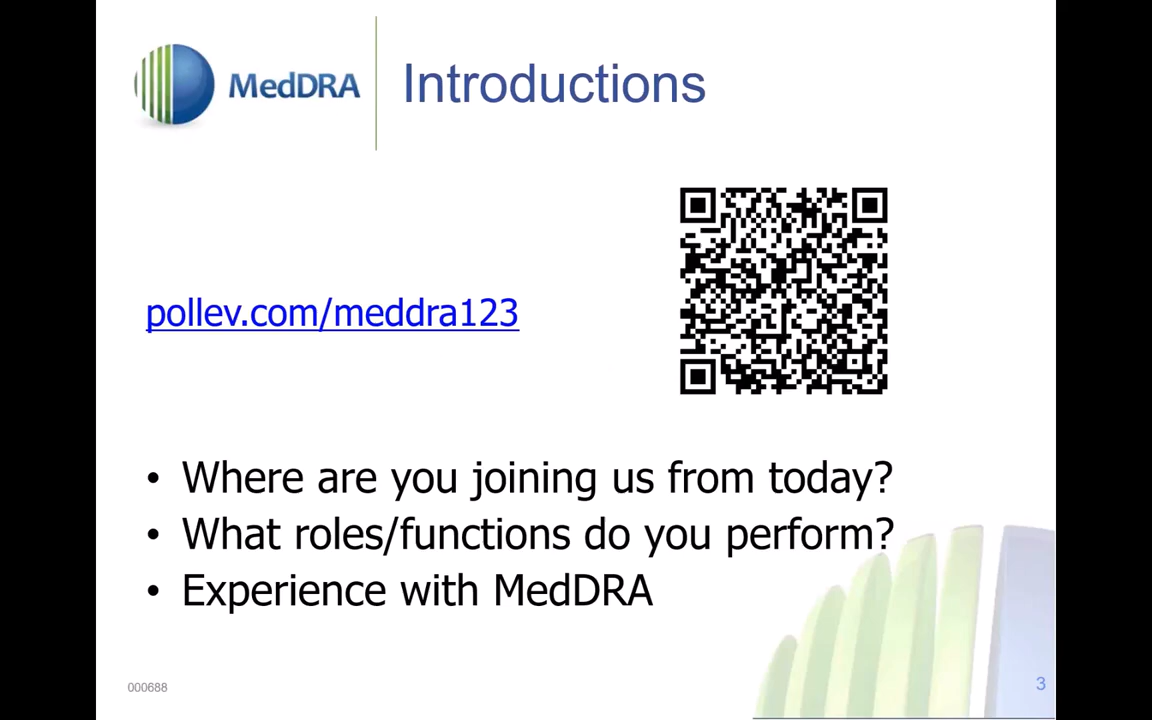 MedDRA
Introductions
pollev.com/meddra123
• Where are you joining us from today?
• What roles/functions do you perform?
• Experience with MedDRA
000688
3